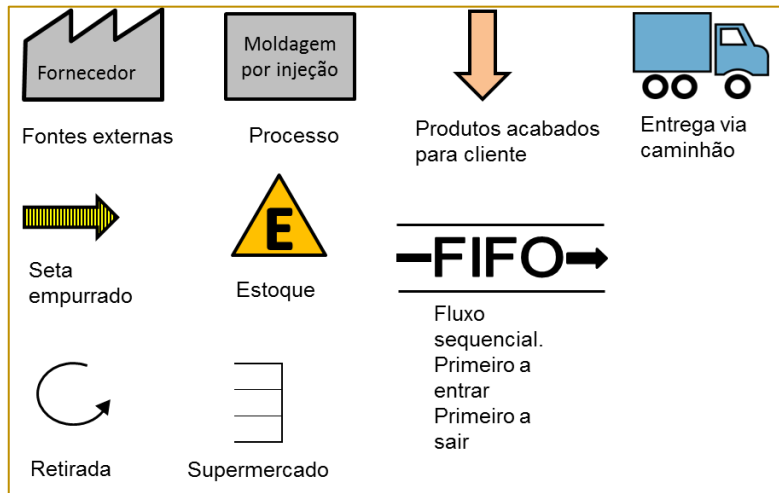 Fornecedor
Fontes externas
Moldagem
por injeção
Processo
Produtos acabados
para cliente
Entrega via
caminhão
Seta
empurrado
E
Estoque
FIFO
Fluxo
sequencial.
Primeiro a
entrar
Primeiro a
sair
Retirada
Supermercado